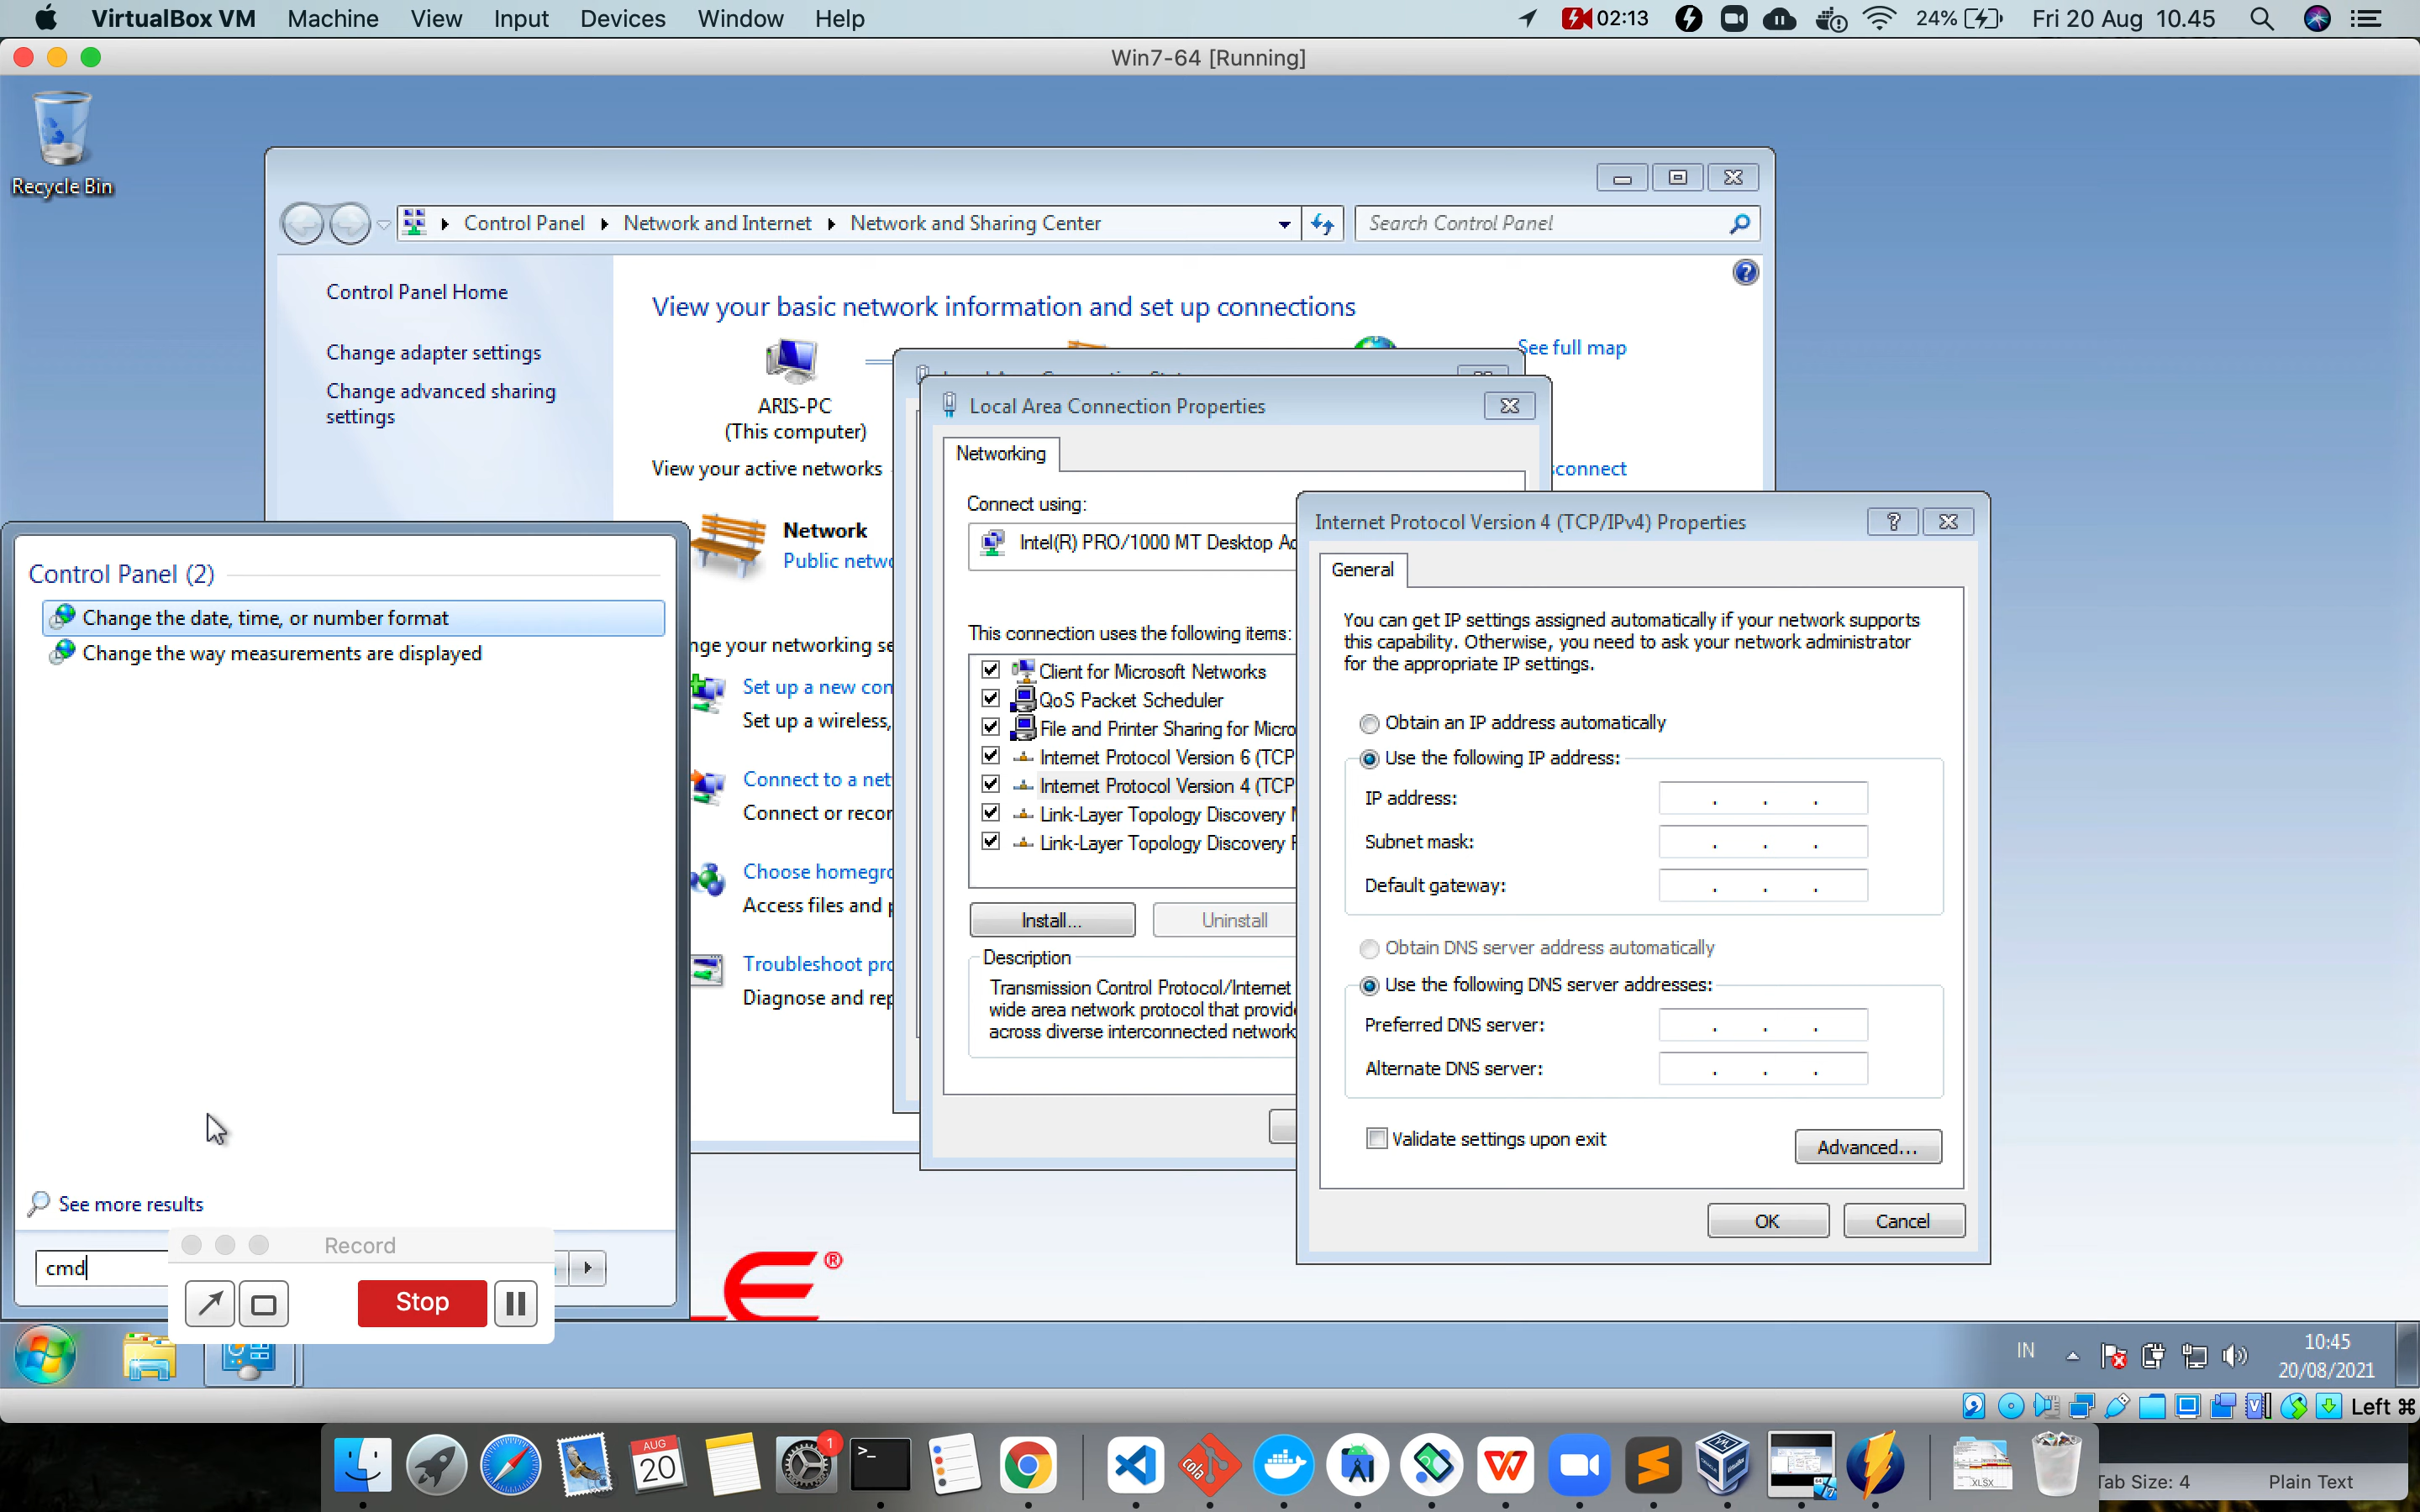 VirtualBox VM Machine View Input Devices Window Help 02:13 24% Fri 20 Aug 10.45
Win7-64 [Running]
Recycle Bin
Control Panel Network and Internet Network and Sharing Center Search Control Panel
Control Panel Home
Change adapter settings
Change advanced sharing
settings
View your basic network information and set up connections
See full map
ARIS-PC
(This computer)
View your active networks
connect
Network
Public netwo
nge your networking se
Set up a new con
Set up a wireless,
Connect to a net
Connect or recor
Choose homegro
Access files and p
Troubleshoot pro
Diagnose and rep
Local Area Connection Properties
Networking
Connect using:
Intel(R) PRO/1000 MT Desktop Ad
This connection uses the following items:
Client for Microsoft Networks
QoS Packet Scheduler
File and Printer Sharing for Micro
Internet Protocol Version 6 (TCP
Internet Protocol Version 4 (TCP
Link-Layer Topology Discovery
Link-Layer Topology Discovery
Install... Uninstall
Description
Transmission Control Protocol/Internet
wide area network protocol that provide
across diverse interconnected network
Internet Protocol Version 4 (TCP/IPv4) Properties
General
You can get IP settings assigned automatically if your network supports
this capability. Otherwise, you need to ask your network administrator
for the appropriate IP settings.
Obtain an IP address automatically
Use the following IP address:
IP address: . . .
Subnet mask: . . .
Default gateway: . . .
Obtain DNS server address automatically
Use the following DNS server addresses:
Preferred DNS server: . . .
Alternate DNS server: . . .
Validate settings upon exit
Advanced...
OK Cancel
Control Panel (2)
Change the date, time, or number format
Change the way measurements are displayed
See more results
cmd
Record
Stop
E®
IN
10:45
20/08/2021
Left ⌘
AUG
20
1
>_
cola
.XLSX
Tab Size: 4 Plain Text